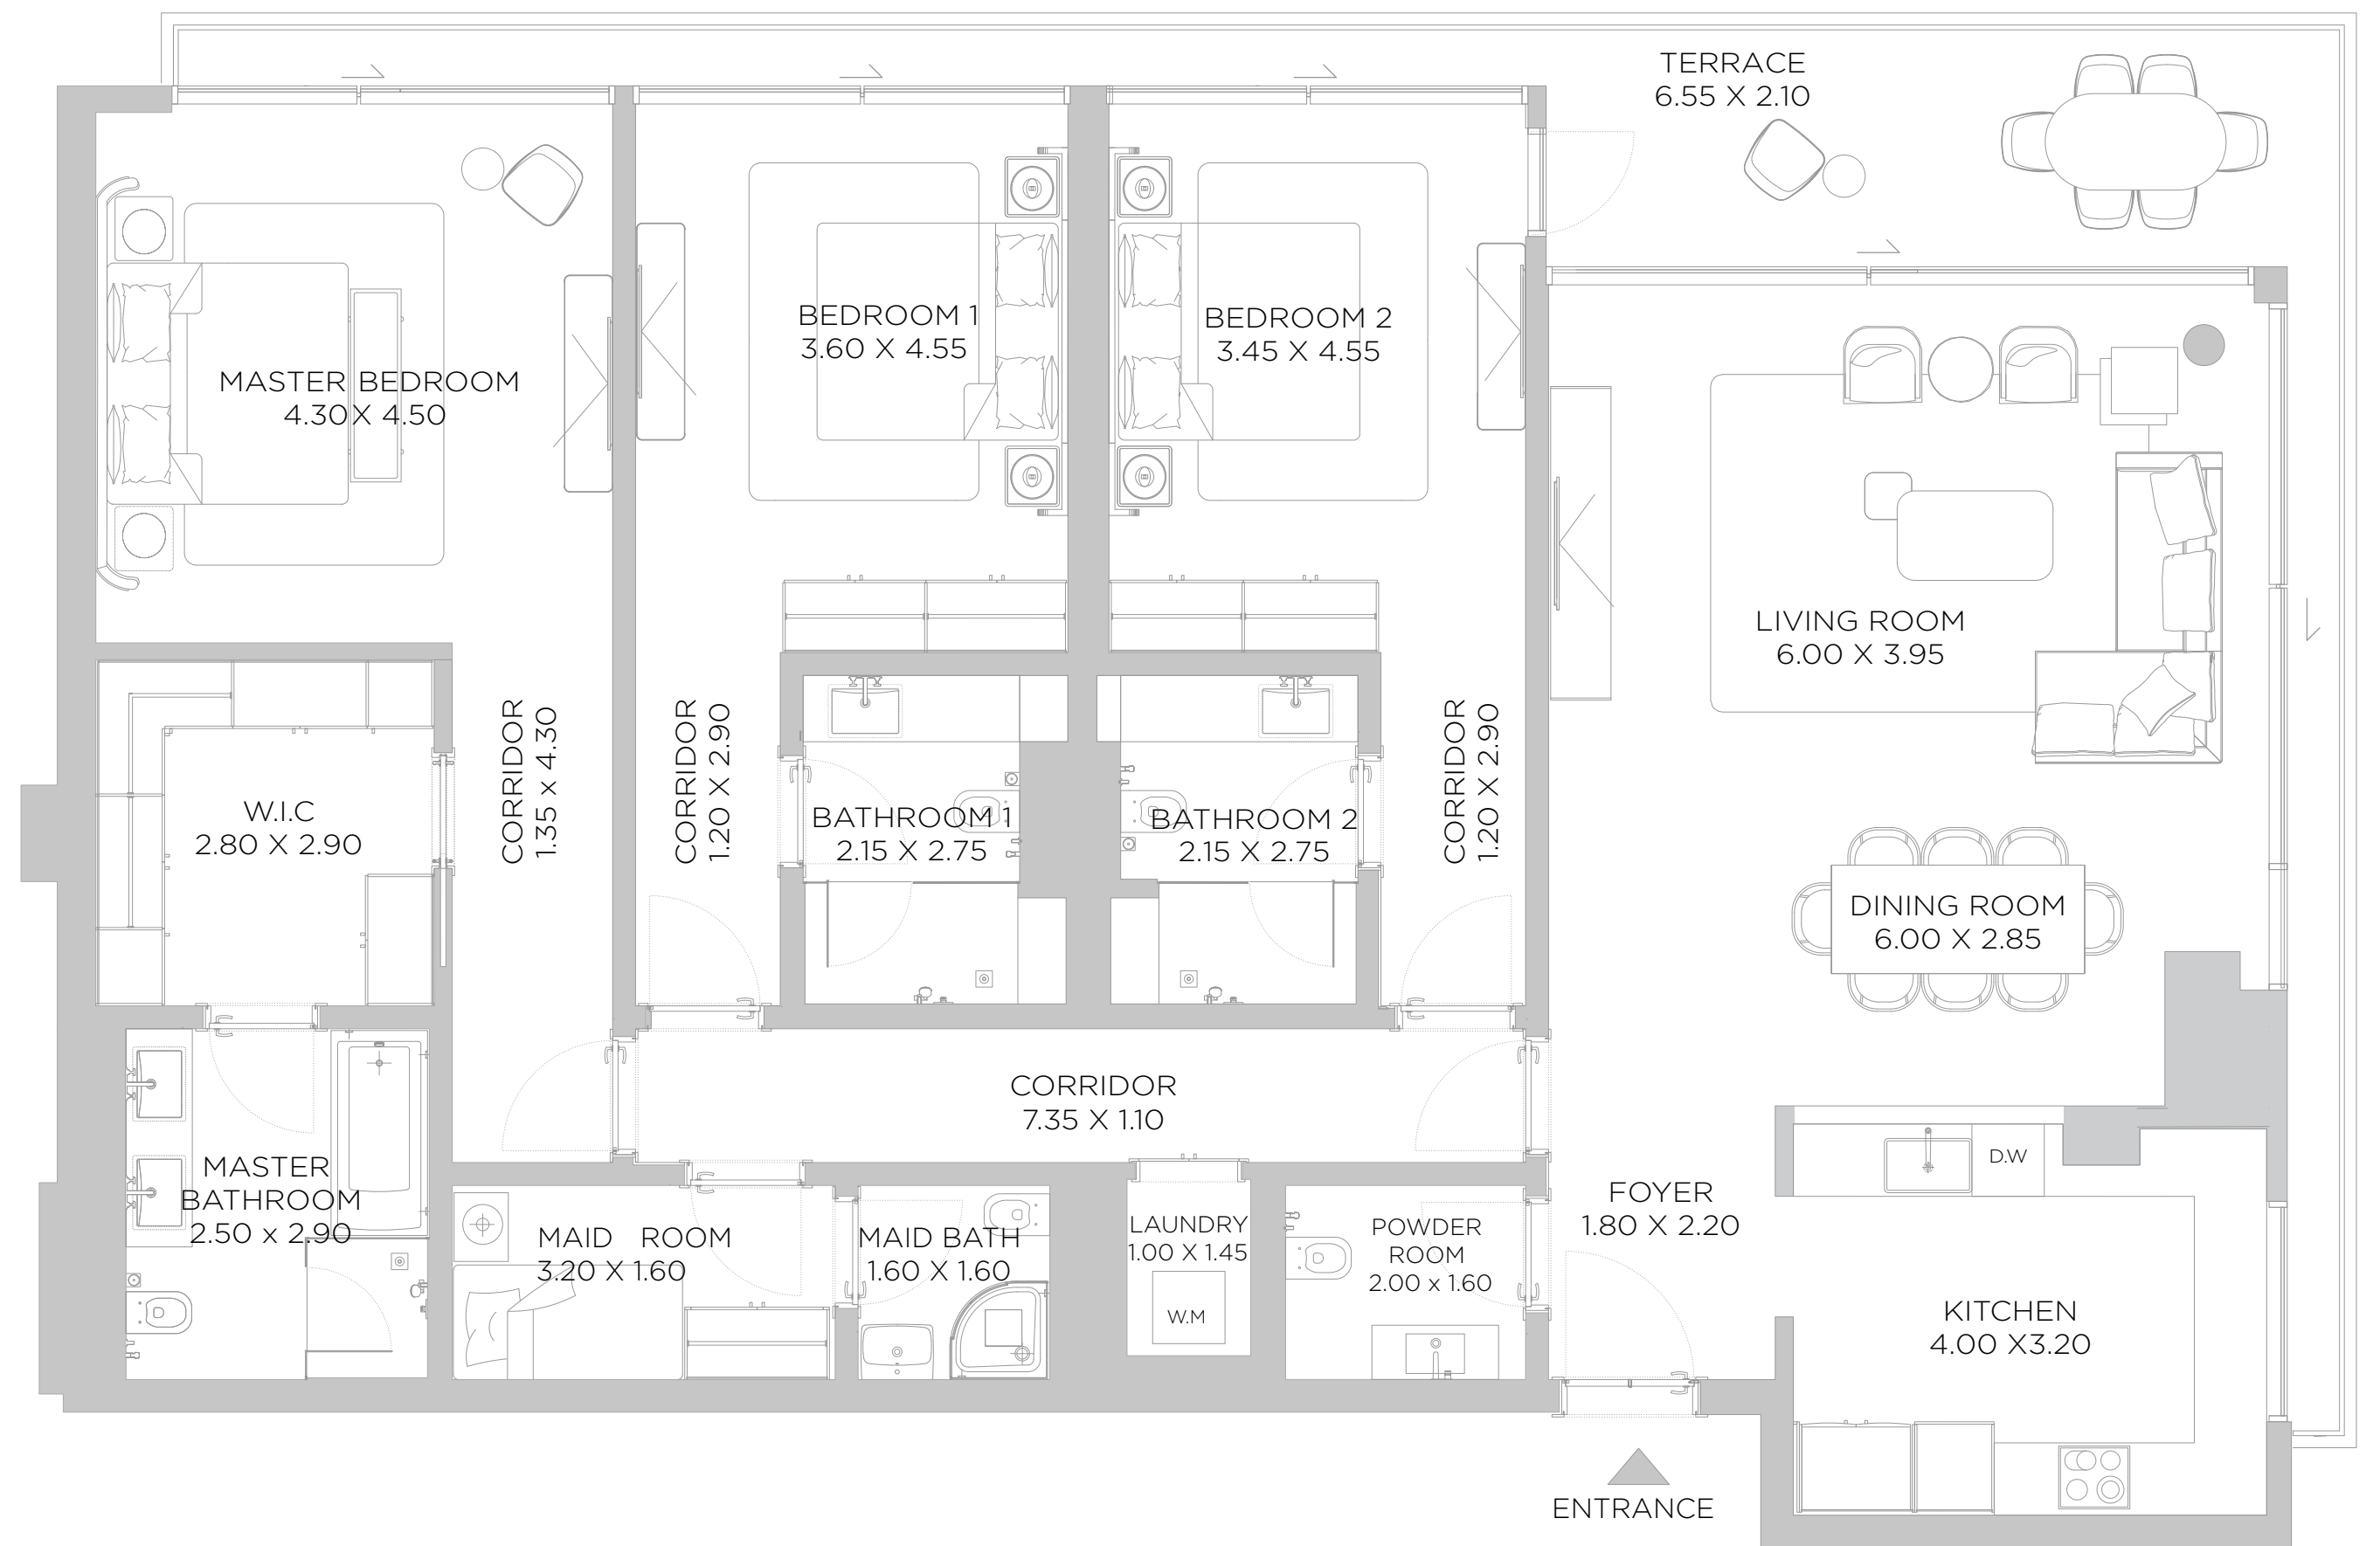 TERRACE
6.55 X 2.10
BEDROOM 1
3.60 X 4.55
BEDROOM 2
3.45 X 4.55
MASTER BEDROOM
4.30 X 4.50
LIVING ROOM
6.00 X 3.95
CORRIDOR
1.35 x 4.30
CORRIDOR
1.20 X 2.90
CORRIDOR
1.20 X 2.90
W.I.C
2.80 X 2.90
BATHROOM 1
2.15 X 2.75
BATHROOM 2
2.15 X 2.75
DINING ROOM
6.00 X 2.85
CORRIDOR
7.35 X 1.10
D.W
MASTER
BATHROOM
2.50 x 2.90
FOYER
1.80 X 2.20
MAID ROOM
3.20 X 1.60
MAID BATH
1.60 X 1.60
LAUNDRY
1.00 X 1.45
W.M
POWDER
ROOM
2.00 x 1.60
KITCHEN
4.00 X3.20
ENTRANCE